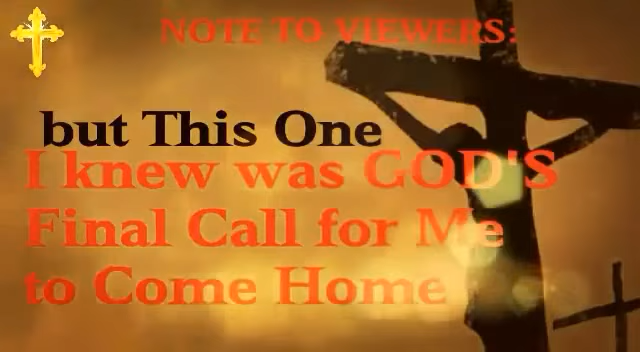 NOTE TO VIEWERS:
but This One
I knew was GOD'S
Final Call for Me
to Come Home